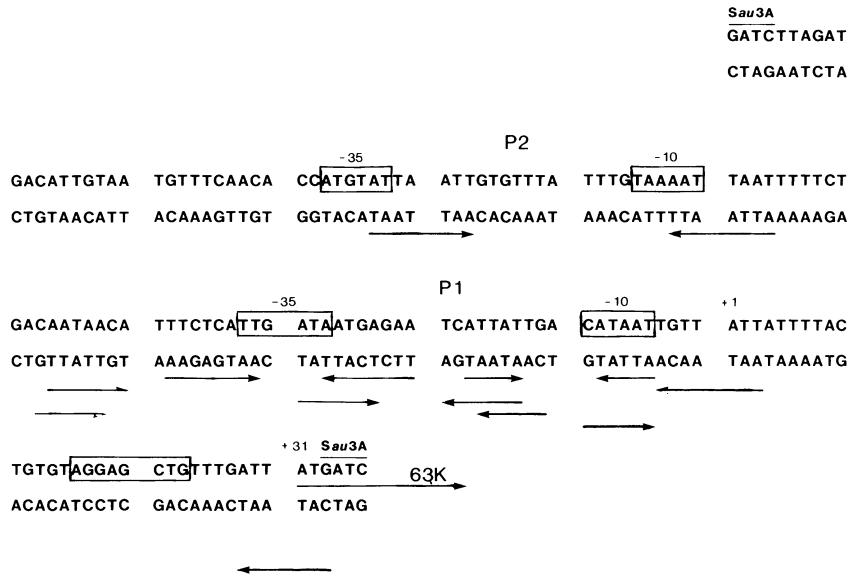 Sau3A
GATCTTAGAT
CTAGAATCTA
P2
-35 -10
GACATTGTAA TGTTTCAACA CCATGTATTA ATTGTGTTTA TTTGTAAAAT TAATTTTTCT
CTGTAACATT ACAAAGTTGT GGTACATAAT TAACACAAAT AAACATTTTA ATTAAAAAGA
P1
-35 -10 +1
GACAATAACA TTTCTCATTG ATAATGAGAA TCATTATTGA CATAATTGTT ATTATTTTAC
CTGTTATTGT AAAGAGTAAC TATTACTCTT AGTAATAACT GTATTAACAA TAATAAAATG
+31 Sau3A
TGTGTAGGAG CTGTTTGATT ATGATC 63K
ACACATCCTC GACAAACTAA TACTAG